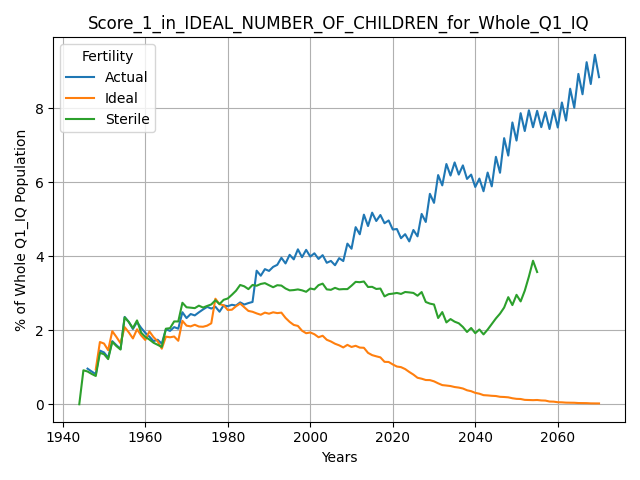 Score_1_in_IDEAL_NUMBER_OF_CHILDREN_for_Whole_Q1_IQ
Fertility
Actual
Ideal
Sterile
% of Whole Q1_IQ Population
8
6
4
2
0
1940 1960 1980 2000 2020 2040 2060
Years